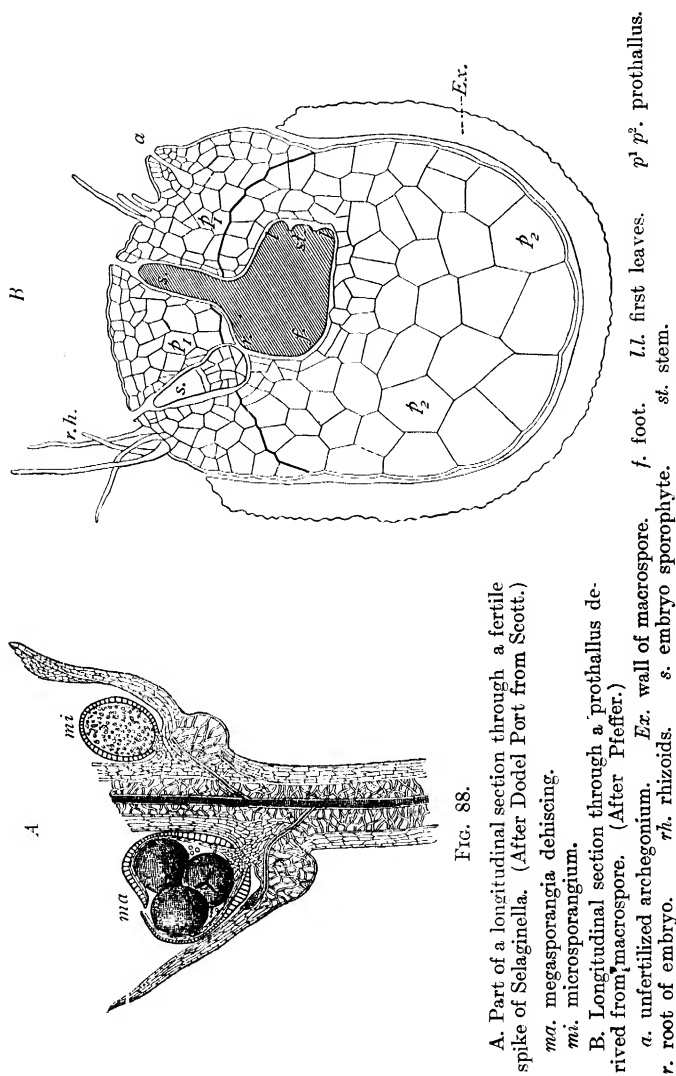 A
ma
mi
B
r.h.
a
s.
p₁
s
p₁
r
l
f
st
p₂
p₂
Ex.
FIG. 88.
A. Part of a longitudinal section through a fertile
spike of Selaginella. (After Dodel Port from Scott.)
ma. megasporangia dehiscing.
mi. microsporangium.
B. Longitudinal section through a prothallus de-
rived from macrospore. (After Pfeffer.)
a. unfertilized archegonium. Ex. wall of macrospore. f. foot. l.l. first leaves. p¹ p². prothallus.
r. root of embryo. rh. rhizoids. s. embryo sporophyte. st. stem.